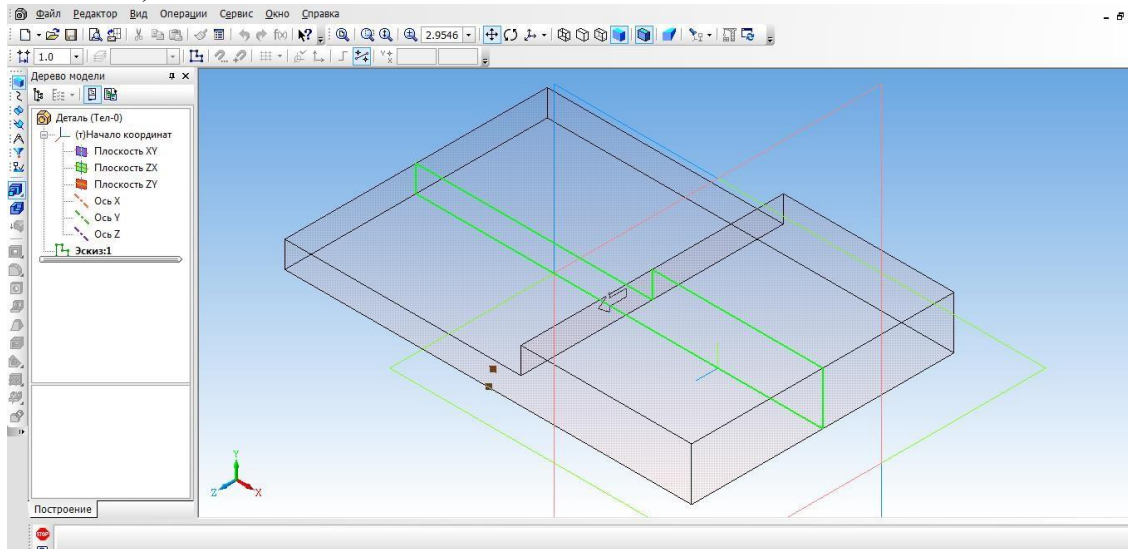 Файл Редактор Вид Операции Сервис Окно Справка
2.9546
1.0
Дерево модели
Деталь (Тел-0)
(т)Начало координат
Плоскость XY
Плоскость ZX
Плоскость ZY
Ось X
Ось Y
Ось Z
Эскиз:1
Y
Z
X
Построение
STOP